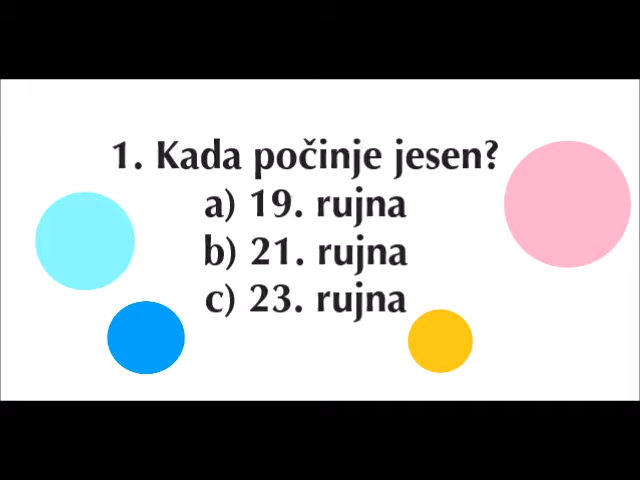 1. Kada počinje jesen?
a) 19. rujna
b) 21. rujna
c) 23. rujna